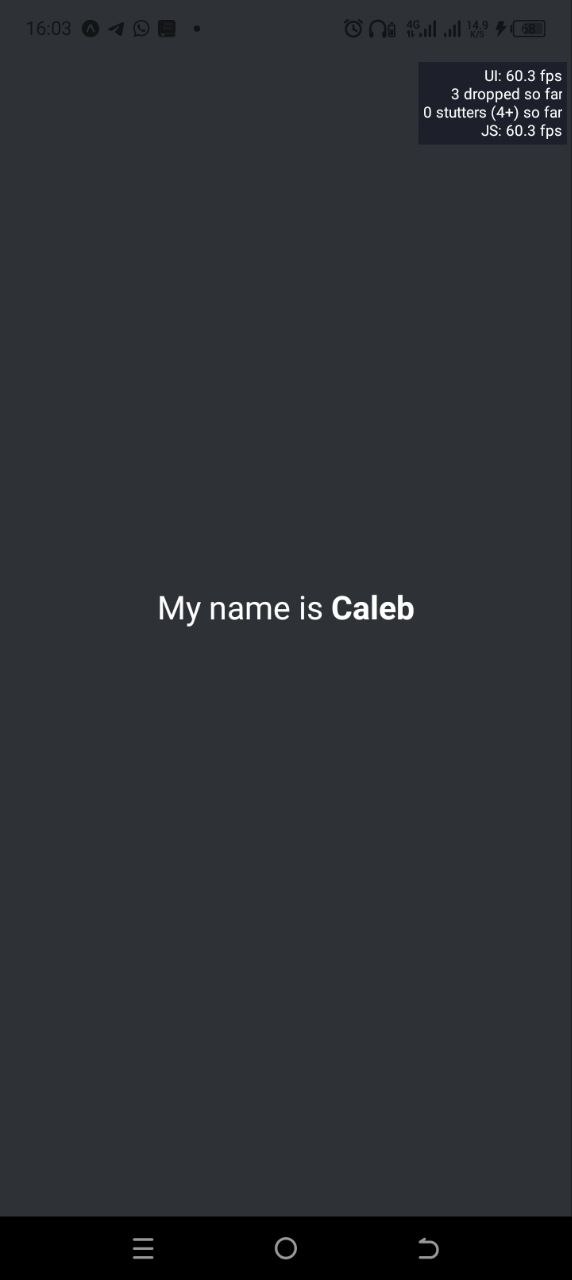 16:03
4G
14.9
K/S
68
UI: 60.3 fps
3 dropped so far
0 stutters (4+) so far
JS: 60.3 fps
My name is Caleb